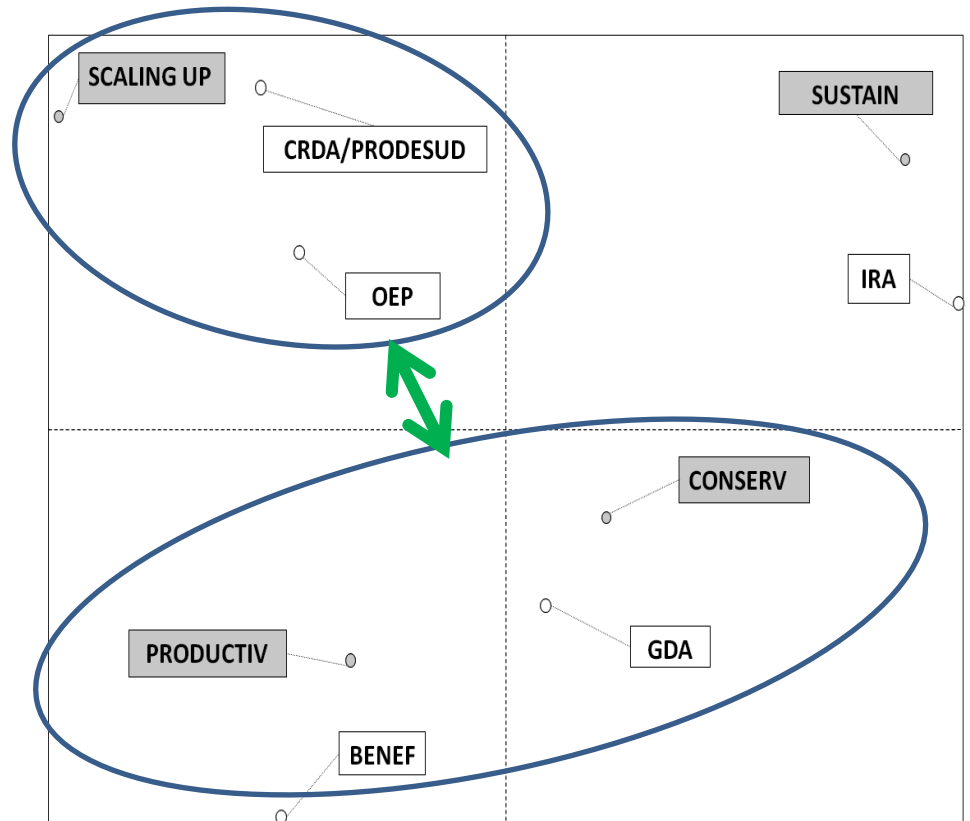 SCALING UP
SUSTAIN
CRDA/PRODESUD
IRA
OEP
CONSERV
GDA
PRODUCTIV
BENEF